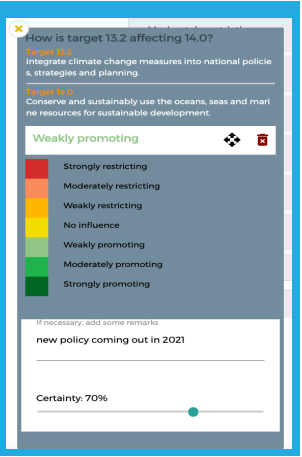 How is target 13.2 affecting 14.0?
Target 13.2
Integrate climate change measures into national policie
s, strategies and planning.
Target 14.0
Conserve and sustainably use the oceans, seas and mari
ne resources for sustainable development.
Weakly promoting
Strongly restricting
Moderately restricting
Weakly restricting
No influence
Weakly promoting
Moderately promoting
Strongly promoting
If necessary, add some remarks
new policy coming out in 2021
Certainty: 70%